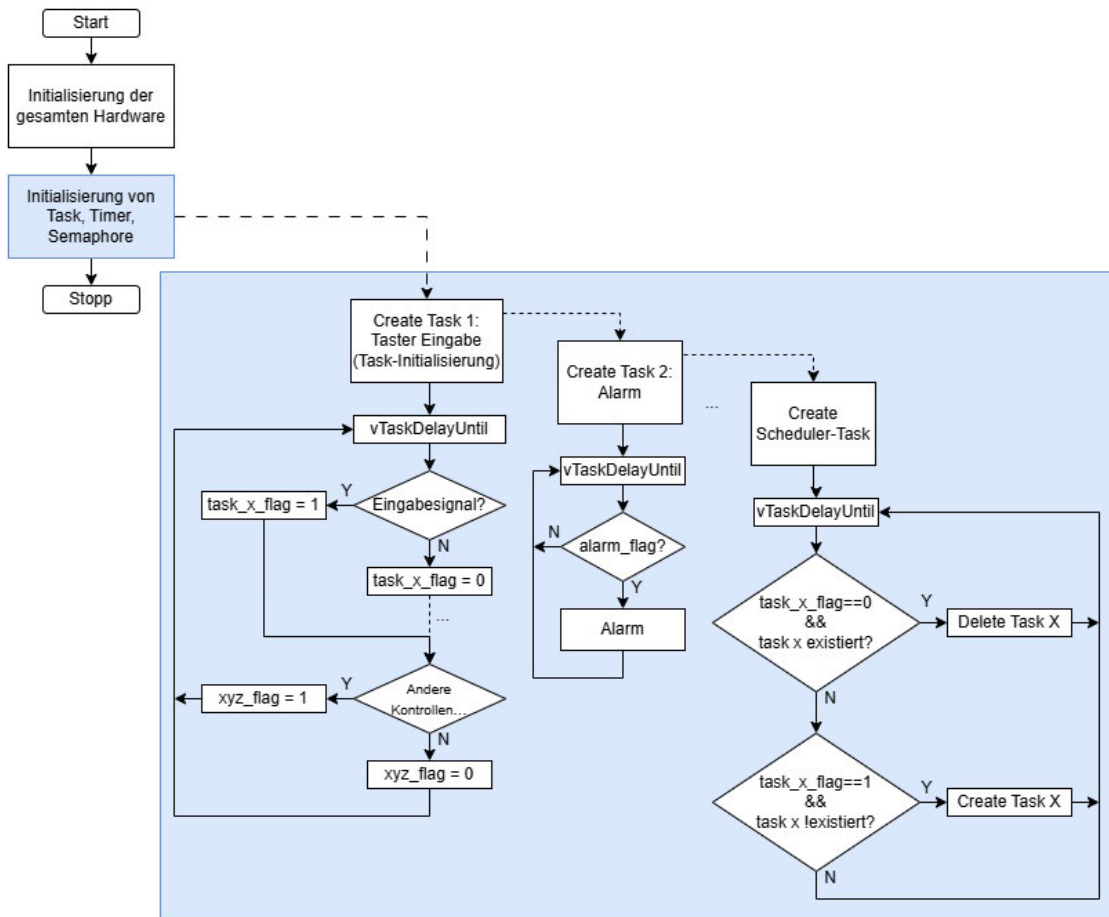 Start
Initialisierung der
gesamten Hardware
Initialisierung von
Task, Timer,
Semaphore
Stopp
Create Task 1:
Taster Eingabe
(Task-Initialisierung)
vTaskDelayUntil
Eingabesignal?
Y
task_x_flag = 1
N
task_x_flag = 0
...
Andere
Kontrollen...
Y
xyz_flag = 1
N
xyz_flag = 0
Create Task 2:
Alarm
...
vTaskDelayUntil
alarm_flag?
N
Y
Alarm
Create
Scheduler-Task
vTaskDelayUntil
task_x_flag==0
&&
task x existiert?
Y
Delete Task X
N
task_x_flag==1
&&
task x !existiert?
Y
Create Task X
N